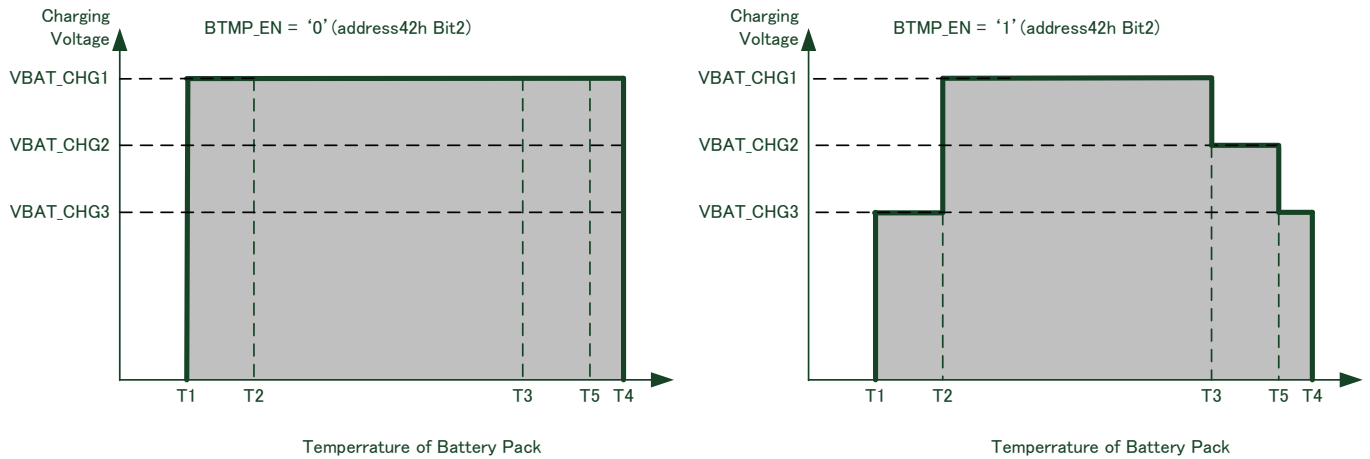 Charging
Voltage
BTMP_EN = ‘0’(address42h Bit2)
VBAT_CHG1
VBAT_CHG2
VBAT_CHG3
T1 T2 T3 T5 T4
Temperrature of Battery Pack
Charging
Voltage
BTMP_EN = ‘1’(address42h Bit2)
VBAT_CHG1
VBAT_CHG2
VBAT_CHG3
T1 T2 T3 T5 T4
Temperrature of Battery Pack